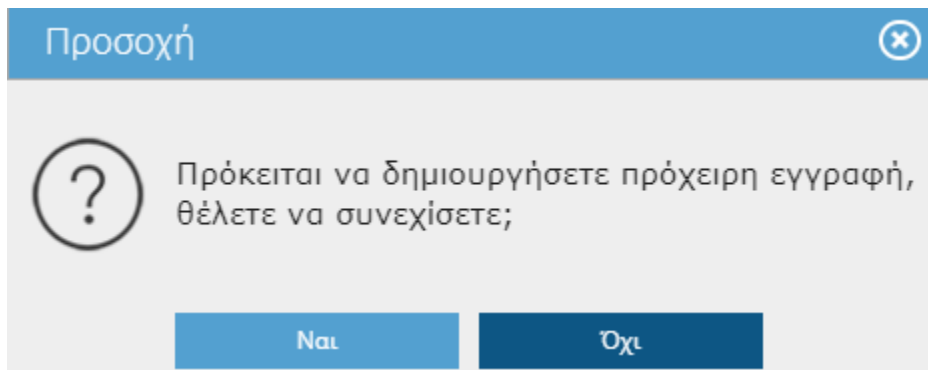 Προσοχή
Πρόκειται να δημιουργήσετε πρόχειρη εγγραφή,
θέλετε να συνεχίσετε;
Ναι
Όχι